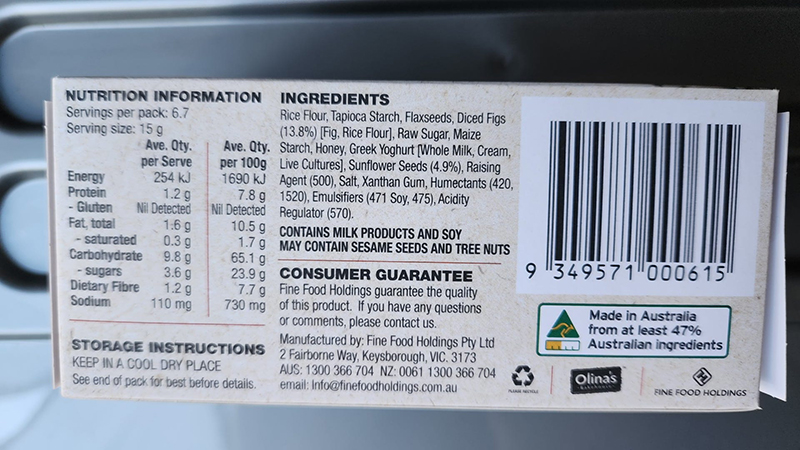 NUTRITION INFORMATION
Servings per pack: 6.7
Serving size: 15 g
Ave. Qty. per Serve Ave. Qty. per 100g
Energy 254 kJ 1690 kJ
Protein 1.2 g 7.8 g
- Gluten Nil Detected Nil Detected
Fat, total 1.6 g 10.5 g
- saturated 0.3 g 1.7 g
Carbohydrate 9.8 g 65.1 g
- sugars 3.6 g 23.9 g
Dietary Fibre 1.2 g 7.7 g
Sodium 110 mg 730 mg
STORAGE INSTRUCTIONS
KEEP IN A COOL DRY PLACE
See end of pack for best before details.
INGREDIENTS
Rice Flour, Tapioca Starch, Flaxseeds, Diced Figs
(13.8%) [Fig, Rice Flour], Raw Sugar, Maize
Starch, Honey, Greek Yoghurt [Whole Milk, Cream,
Live Cultures], Sunflower Seeds (4.9%), Raising
Agent (500), Salt, Xanthan Gum, Humectants (420,
1520), Emulsifiers (471 Soy, 475), Acidity
Regulator (570).
CONTAINS MILK PRODUCTS AND SOY
MAY CONTAIN SESAME SEEDS AND TREE NUTS
CONSUMER GUARANTEE
Fine Food Holdings guarantee the quality
of this product. If you have any questions
or comments, please contact us.
Manufactured by: Fine Food Holdings Pty Ltd
2 Fairborne Way, Keysborough, VIC. 3173
AUS: 1300 366 704 NZ: 0061 1300 366 704
email: Info@finefoodholdings.com.au
9 349571 000615
Made in Australia
from at least 47%
Australian ingredients
PLEASE RECYCLE
Olina's
BAKEHOUSE
FINE FOOD HOLDINGS